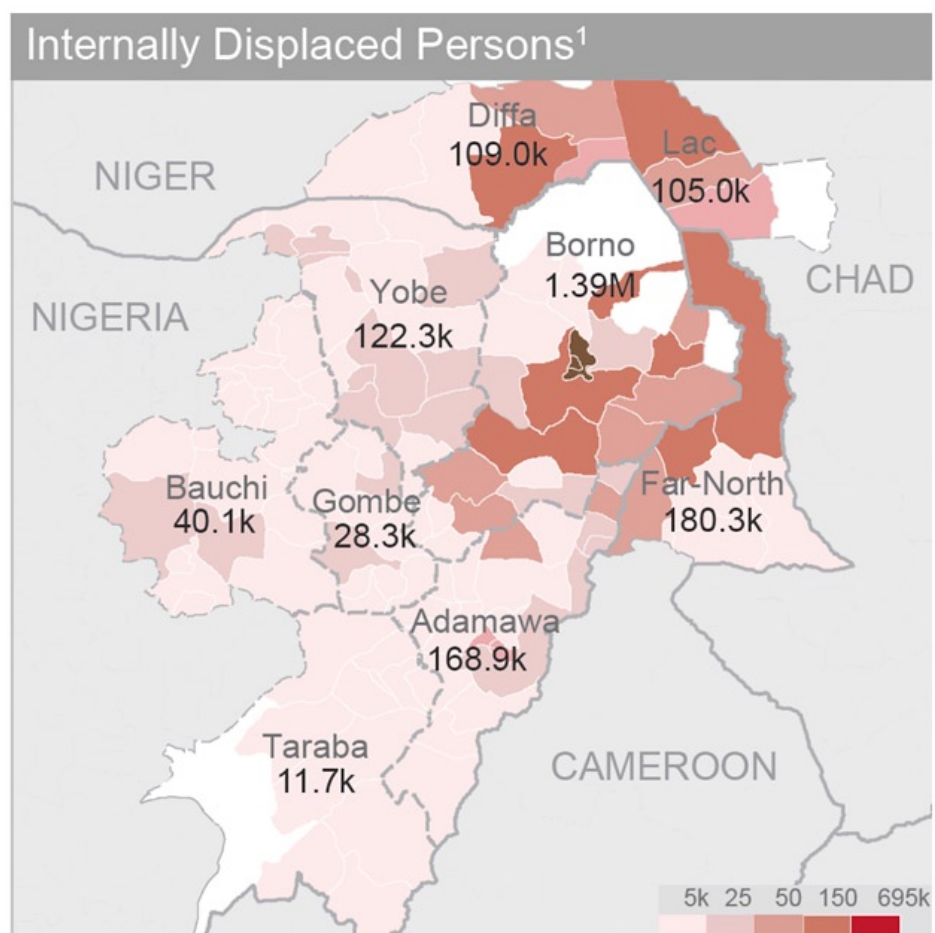 Internally Displaced Persons¹
Diffa
109.0k
Lac
105.0k
NIGER
Borno
1.39M
CHAD
Yobe
122.3k
NIGERIA
Bauchi
40.1k
Gombe
28.3k
Far-North
180.3k
Adamawa
168.9k
Taraba
11.7k
CAMEROON
5k 25 50 150 695k